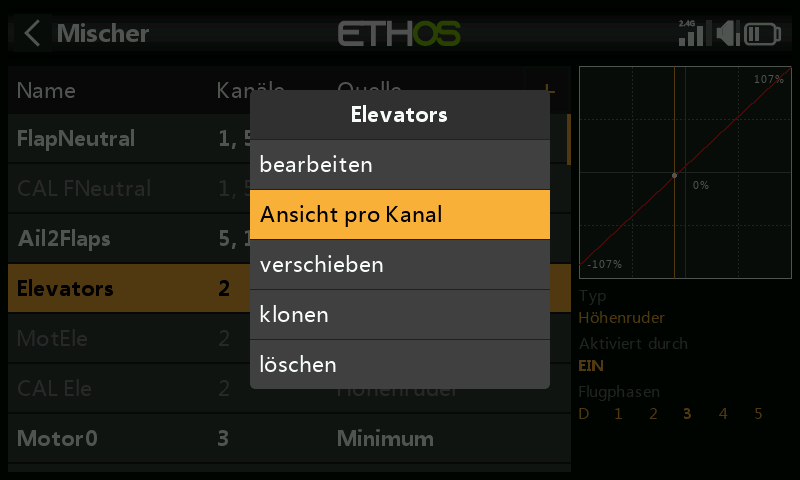 Mischer
ETHOS
2.4G
Name Kanäle Quelle +
FlapNeutral 1, 5
CAL FNeutral 1, 5
Ail2Flaps 5, 1
Elevators 2
MotEle 2
CAL Ele 2 Höhenruder
Motor0 3 Minimum
Elevators
bearbeiten
Ansicht pro Kanal
verschieben
klonen
löschen
107%
0%
-107%
Typ
Höhenruder
Aktiviert durch
EIN
Flugphasen
D 1 2 3 4 5